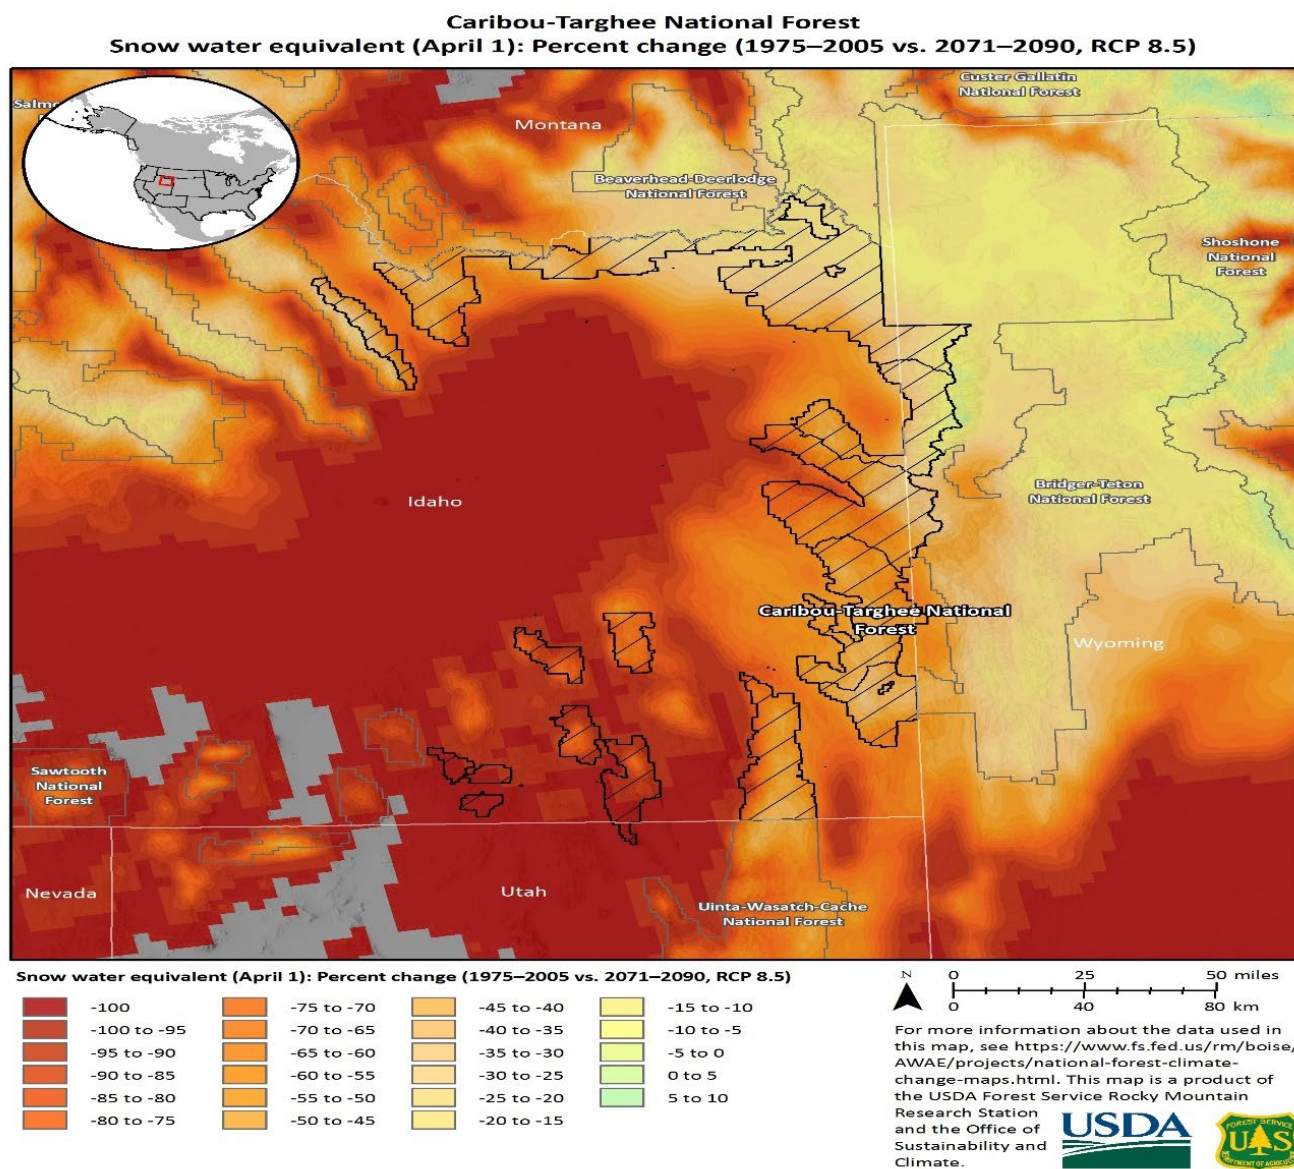 Caribou-Targhee National Forest
Snow water equivalent (April 1): Percent change (1975–2005 vs. 2071–2090, RCP 8.5)
Custer Gallatin
National Forest
Salmo
Montana
Beaverhead-Deerlodge
National Forest
Shoshone
National
Forest
Idaho
Bridger-Teton
National Forest
Caribou-Targhee National
Forest
Wyoming
Sawtooth
National
Forest
Nevada
Utah
Uinta-Wasatch-Cache
National Forest
Snow water equivalent (April 1): Percent change (1975–2005 vs. 2071–2090, RCP 8.5)
-100
-100 to -95
-95 to -90
-90 to -85
-85 to -80
-80 to -75
-75 to -70
-70 to -65
-65 to -60
-60 to -55
-55 to -50
-50 to -45
-45 to -40
-40 to -35
-35 to -30
-30 to -25
-25 to -20
-20 to -15
-15 to -10
-10 to -5
-5 to 0
0 to 5
5 to 10
N
0 25 50 miles
0 40 80 km
For more information about the data used in
this map, see https://www.fs.fed.us/rm/boise/
AWAE/projects/national-forest-climate-
change-maps.html. This map is a product of
the USDA Forest Service Rocky Mountain
Research Station
and the Office of
Sustainability and
Climate.
USDA
FOREST SERVICE
U S
DEPARTMENT OF AGRICULTURE